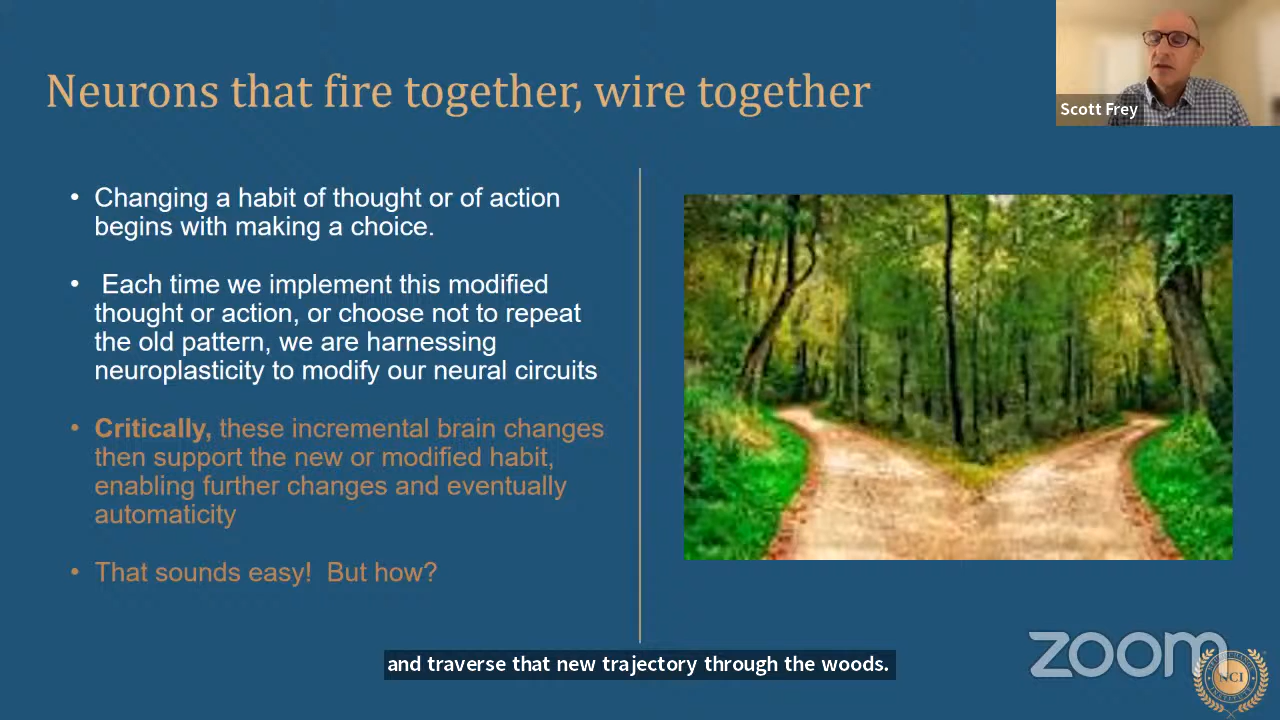 Neurons that fire together, wire together
Scott Frey
• Changing a habit of thought or of action
begins with making a choice.
• Each time we implement this modified
thought or action, or choose not to repeat
the old pattern, we are harnessing
neuroplasticity to modify our neural circuits
• Critically, these incremental brain changes
then support the new or modified habit,
enabling further changes and eventually
automaticity
• That sounds easy! But how?
and traverse that new trajectory through the woods.
zoom
NCI